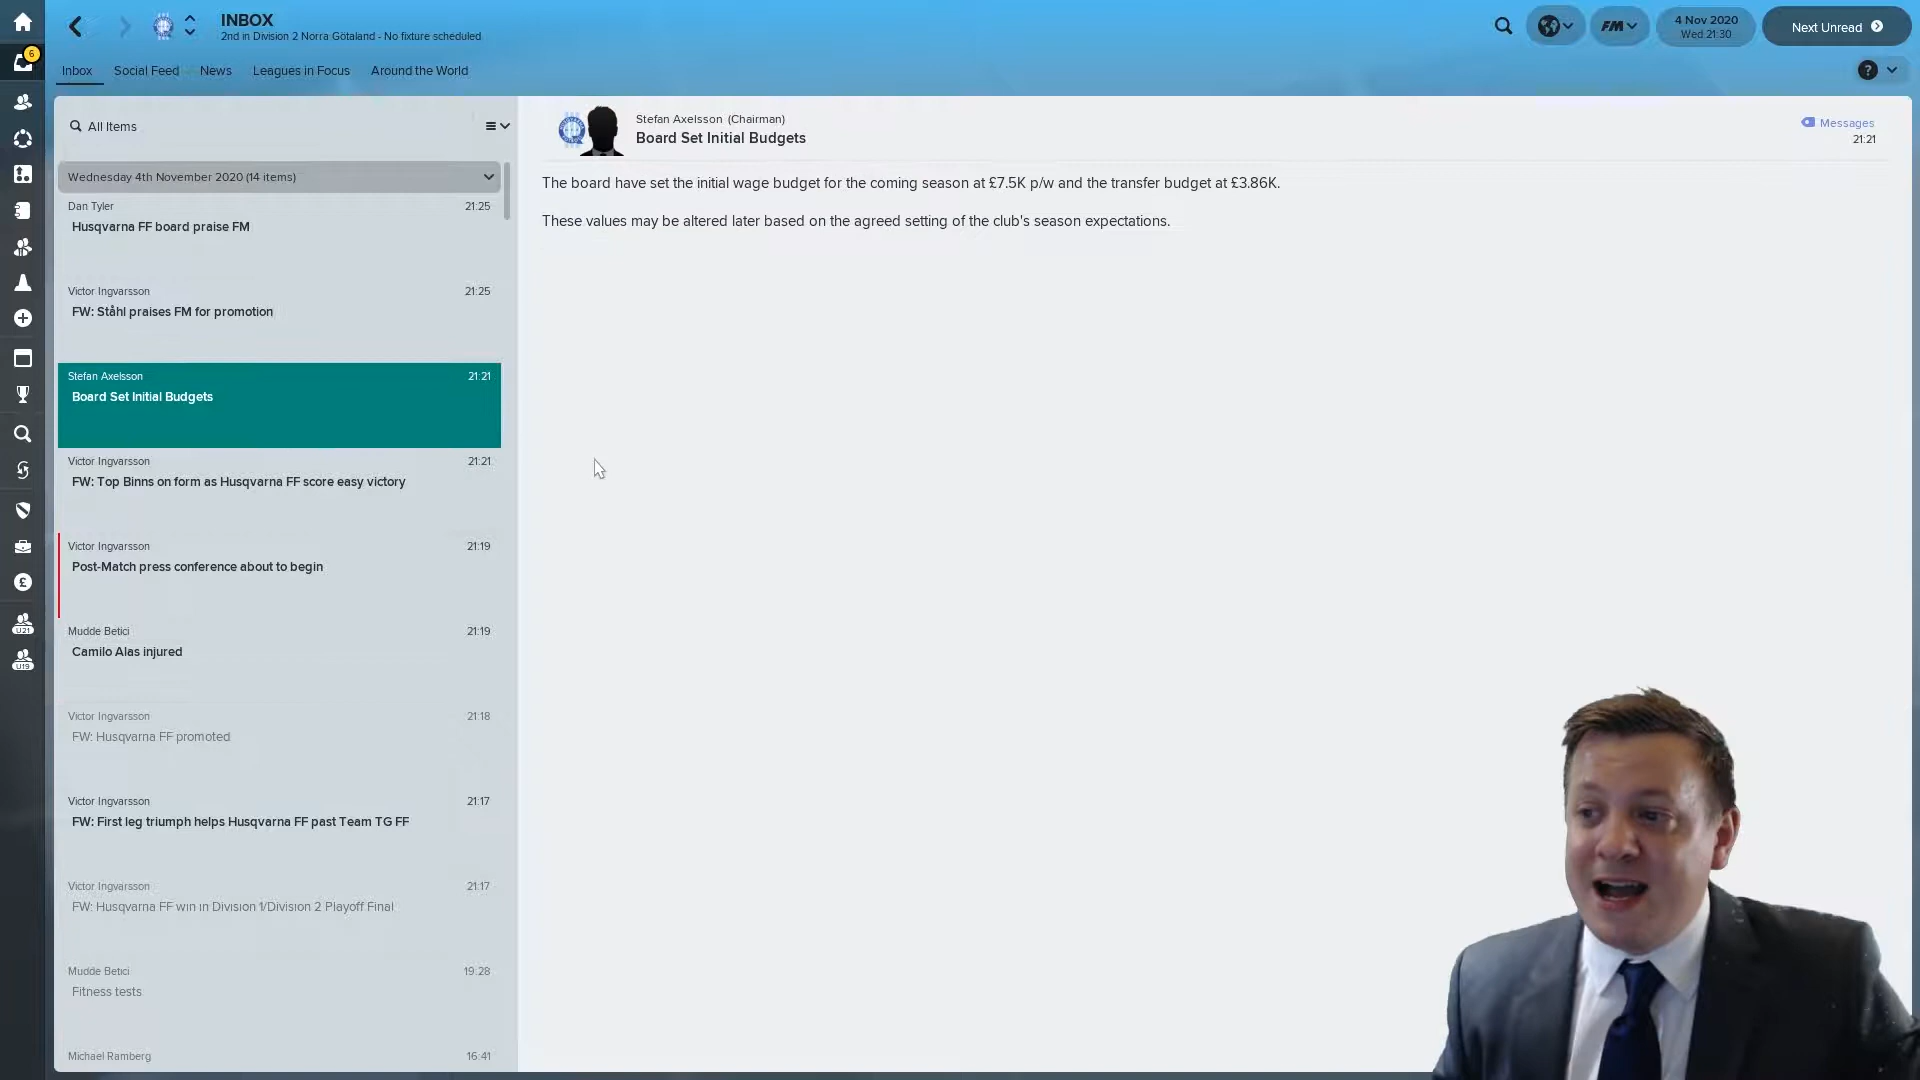 6
INBOX
2nd in Division 2 Norra Götaland - No fixture scheduled
FM
4 Nov 2020
Wed 21:30
Next Unread
Inbox
Social Feed
News
Leagues in Focus
Around the World
?
All Items
Wednesday 4th November 2020 (14 items)
Dan Tyler 21:25
Husqvarna FF board praise FM
Victor Ingvarsson 21:25
FW: Ståhl praises FM for promotion
Stefan Axelsson 21:21
Board Set Initial Budgets
Victor Ingvarsson 21:21
FW: Top Binns on form as Husqvarna FF score easy victory
Victor Ingvarsson 21:19
Post-Match press conference about to begin
Mudde Betici 21:19
Camilo Alas injured
Victor Ingvarsson 21:18
FW: Husqvarna FF promoted
Victor Ingvarsson 21:17
FW: First leg triumph helps Husqvarna FF past Team TG FF
Victor Ingvarsson 21:17
FW: Husqvarna FF win in Division 1/Division 2 Playoff Final
Mudde Betici 19:28
Fitness tests
Michael Ramberg 16:41
Stefan Axelsson (Chairman)
Board Set Initial Budgets
Messages
21:21
The board have set the initial wage budget for the coming season at £7.5K p/w and the transfer budget at £3.86K.
These values may be altered later based on the agreed setting of the club's season expectations.
£
U21
U19